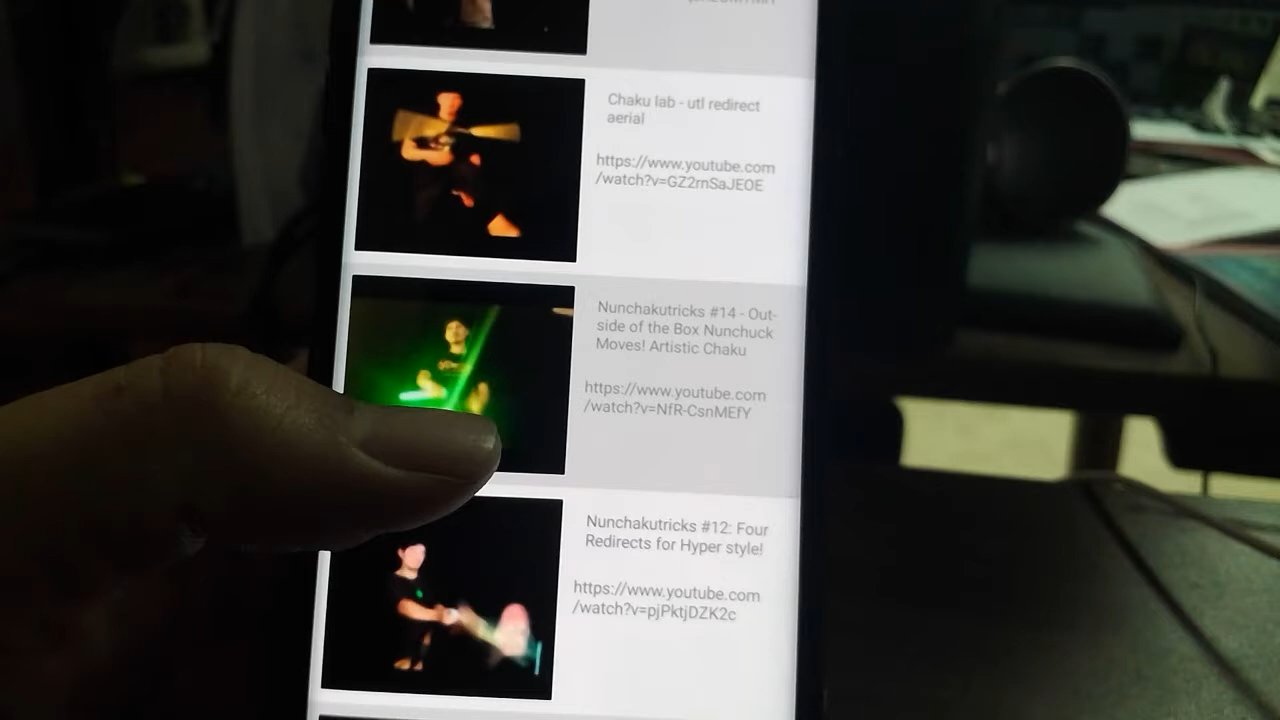 Chaku lab - utl redirect
aerial
https://www.youtube.com
/watch?v=GZ2rnSaJEOE
Nunchakutricks #14 - Out-
side of the Box Nunchuck
Moves! Artistic Chaku
https://www.youtube.com
/watch?v=NfR-CsnMEfY
Nunchakutricks #12: Four
Redirects for Hyper style!
https://www.youtube.com
/watch?v=pjPktjDZK2c